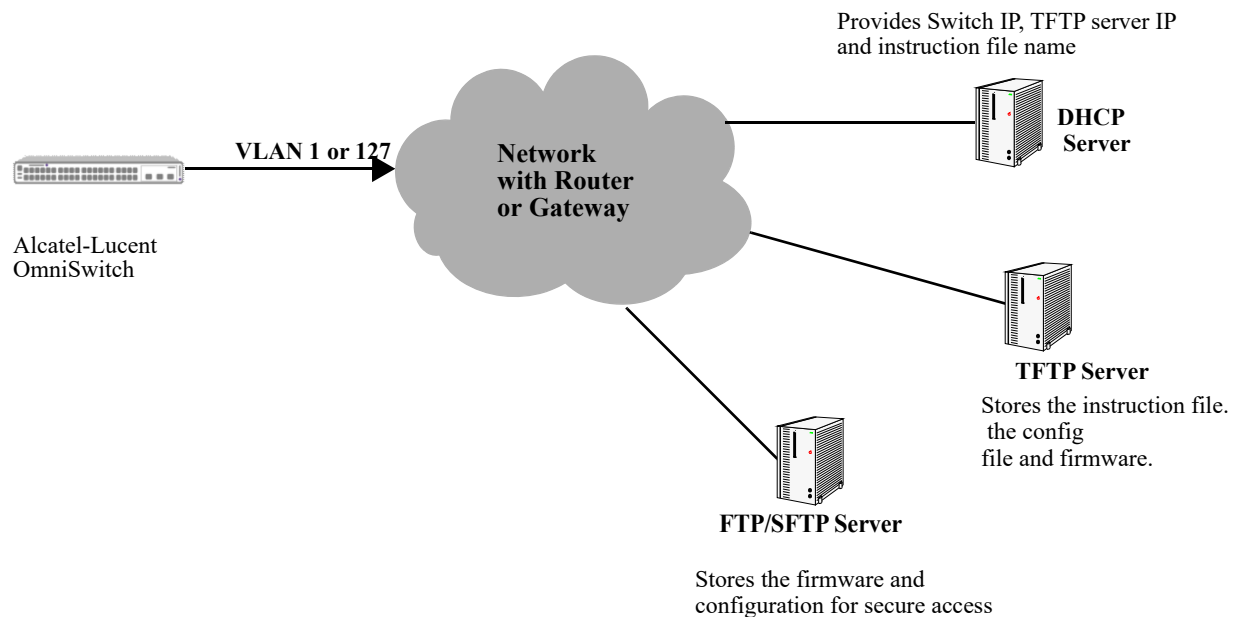 Provides Switch IP, TFTP server IP
and instruction file name
DHCP
Server
VLAN 1 or 127
Network
with Router
or Gateway
Alcatel-Lucent
OmniSwitch
TFTP Server
Stores the instruction file.
the config
file and firmware.
FTP/SFTP Server
Stores the firmware and
configuration for secure access